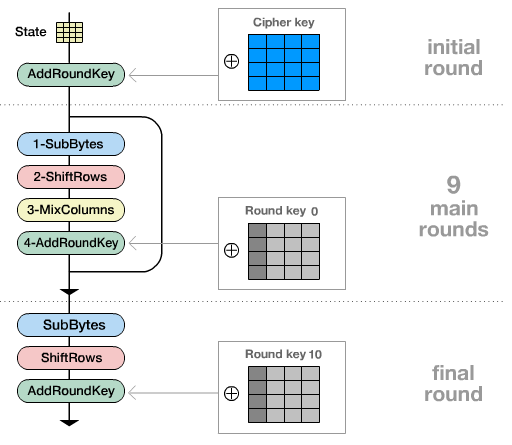 State
Cipher key
AddRoundKey
initial
round
1-SubBytes
2-ShiftRows
3-MixColumns
4-AddRoundKey
Round key 0
9
main
rounds
SubBytes
ShiftRows
AddRoundKey
Round key 10
final
round